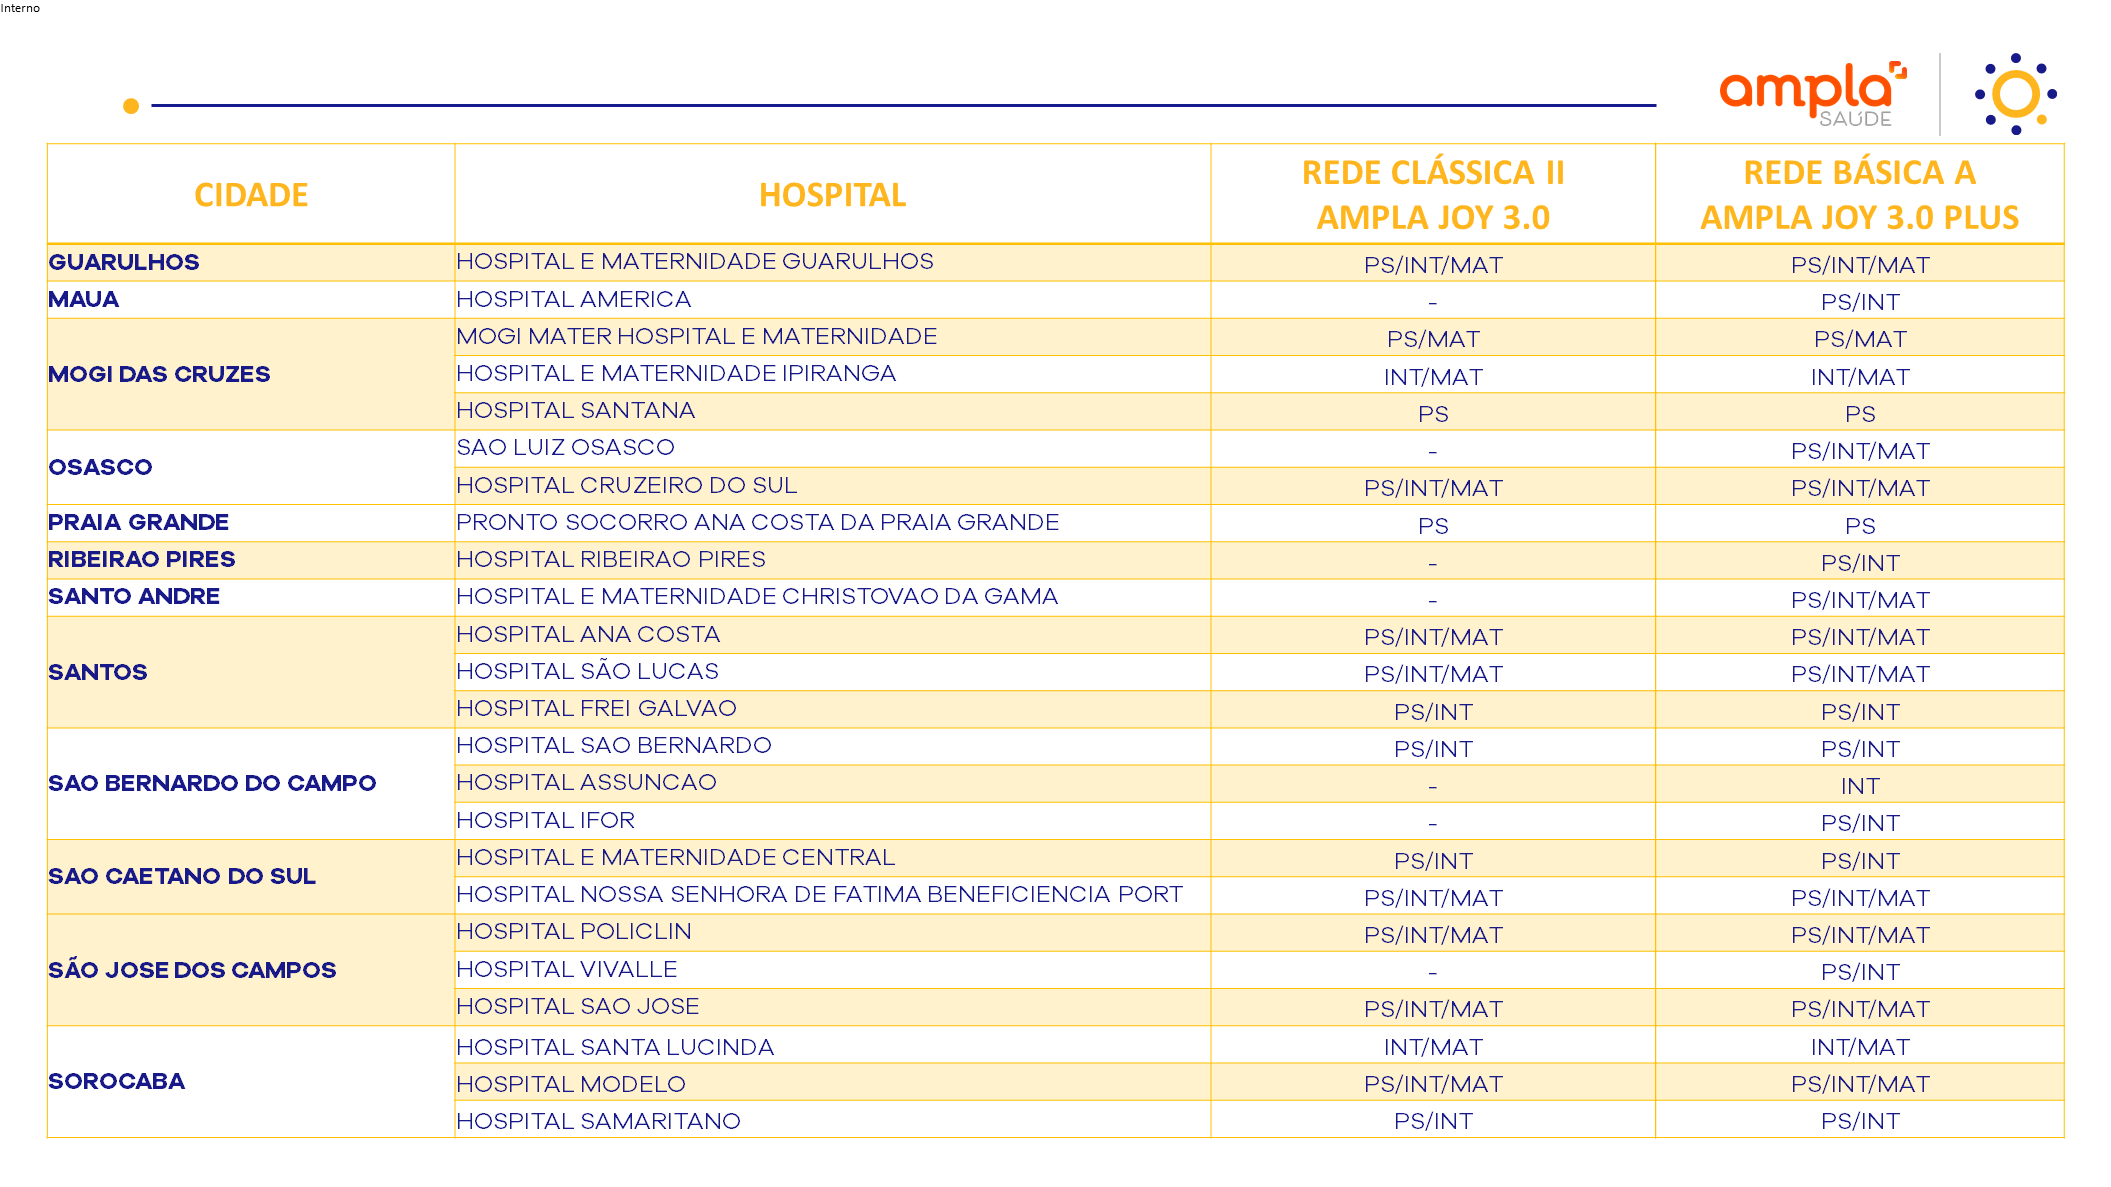 Interno
ampla
SAÚDE
CIDADE HOSPITAL REDE CLÁSSICA II AMPLA JOY 3.0 REDE BÁSICA A AMPLA JOY 3.0 PLUS
GUARULHOS HOSPITAL E MATERNIDADE GUARULHOS PS/INT/MAT PS/INT/MAT
MAUA HOSPITAL AMERICA - PS/INT
MOGI DAS CRUZES MOGI MATER HOSPITAL E MATERNIDADE PS/MAT PS/MAT
HOSPITAL E MATERNIDADE IPIRANGA INT/MAT INT/MAT
HOSPITAL SANTANA PS PS
OSASCO SAO LUIZ OSASCO - PS/INT/MAT
HOSPITAL CRUZEIRO DO SUL PS/INT/MAT PS/INT/MAT
PRAIA GRANDE PRONTO SOCORRO ANA COSTA DA PRAIA GRANDE PS PS
RIBEIRAO PIRES HOSPITAL RIBEIRAO PIRES - PS/INT
SANTO ANDRE HOSPITAL E MATERNIDADE CHRISTOVAO DA GAMA - PS/INT/MAT
SANTOS HOSPITAL ANA COSTA PS/INT/MAT PS/INT/MAT
HOSPITAL SÃO LUCAS PS/INT/MAT PS/INT/MAT
HOSPITAL FREI GALVAO PS/INT PS/INT
SAO BERNARDO DO CAMPO HOSPITAL SAO BERNARDO PS/INT PS/INT
HOSPITAL ASSUNCAO - INT
HOSPITAL IFOR - PS/INT
SAO CAETANO DO SUL HOSPITAL E MATERNIDADE CENTRAL PS/INT PS/INT
HOSPITAL NOSSA SENHORA DE FATIMA BENEFICIENCIA PORT PS/INT/MAT PS/INT/MAT
SÃO JOSE DOS CAMPOS HOSPITAL POLICLIN PS/INT/MAT PS/INT/MAT
HOSPITAL VIVALLE - PS/INT
HOSPITAL SAO JOSE PS/INT/MAT PS/INT/MAT
SOROCABA HOSPITAL SANTA LUCINDA INT/MAT INT/MAT
HOSPITAL MODELO PS/INT/MAT PS/INT/MAT
HOSPITAL SAMARITANO PS/INT PS/INT